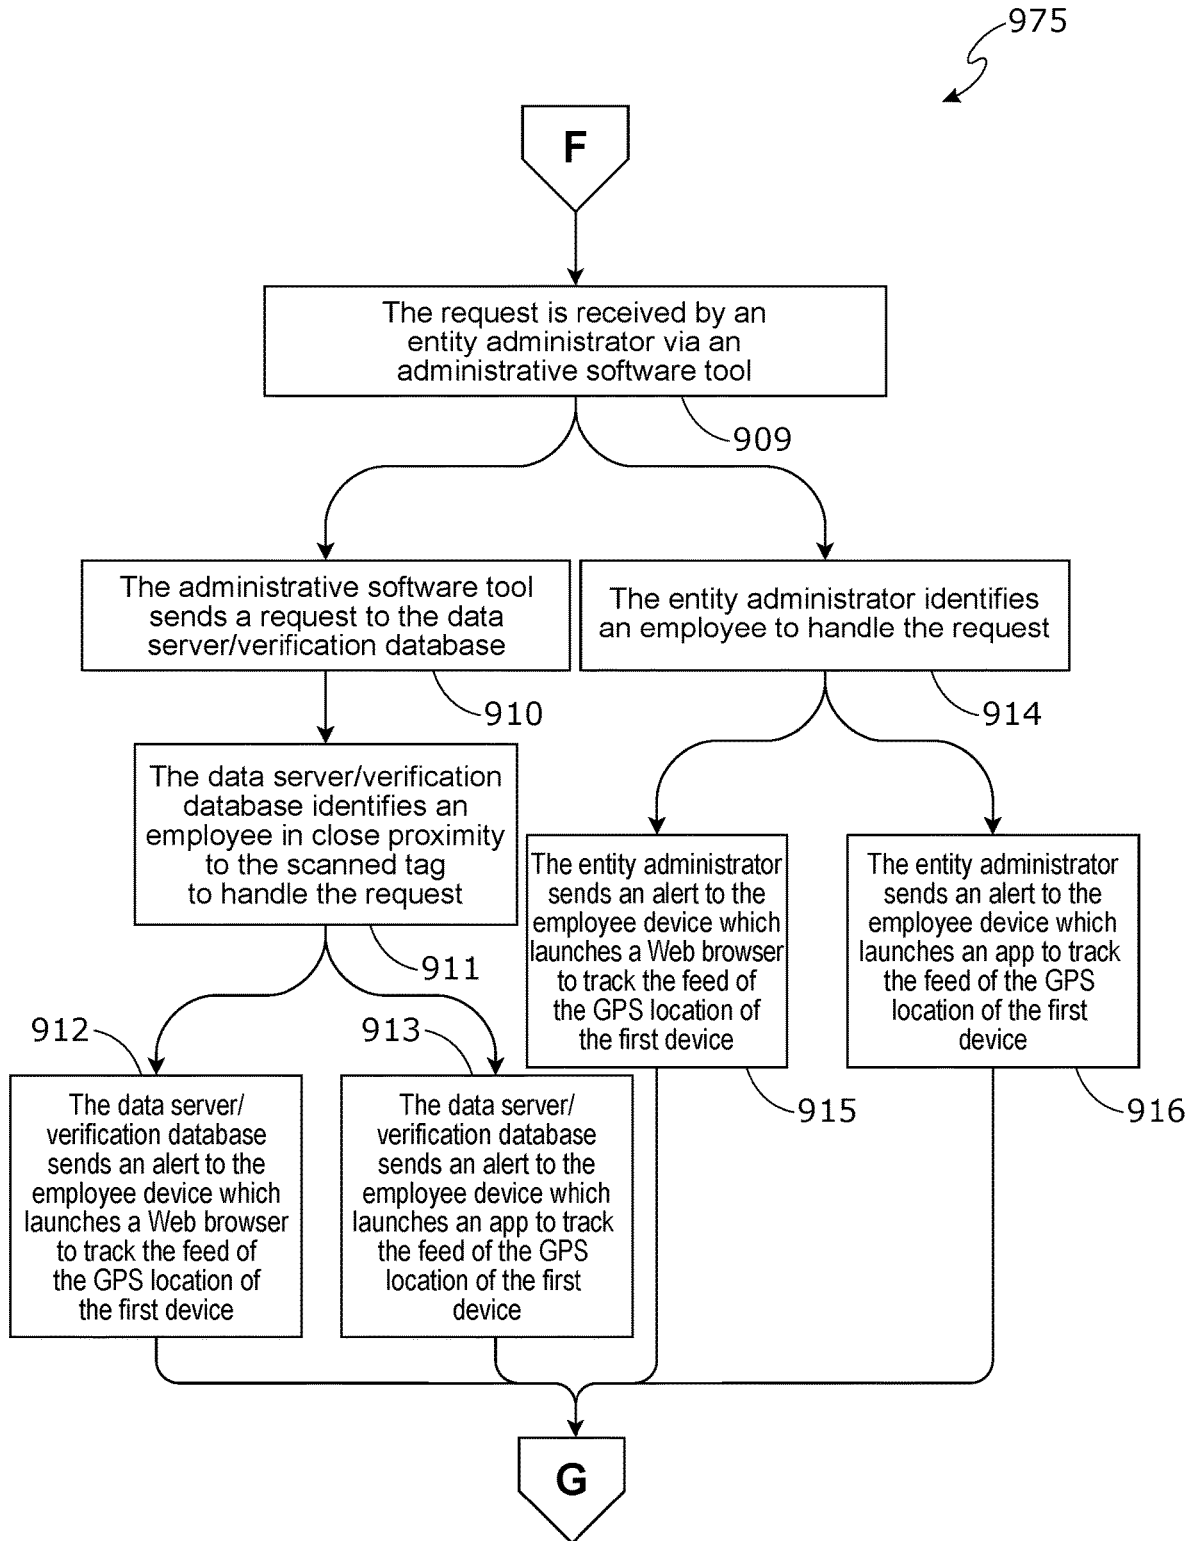 975
F
The request is received by an
entity administrator via an
administrative software tool
909
The administrative software tool
sends a request to the data
server/verification database
910
The entity administrator identifies
an employee to handle the request
914
The data server/verification
database identifies an
employee in close proximity
to the scanned tag
to handle the request
911
The entity administrator
sends an alert to the
employee device which
launches a Web browser
to track the feed of
the GPS location of
the first device
915
The entity administrator
sends an alert to the
employee device which
launches an app to track
the feed of the GPS
location of the first
device
916
912
The data server/
verification database
sends an alert to the
employee device which
launches a Web browser
to track the feed of
the GPS location of
the first device
913
The data server/
verification database
sends an alert to the
employee device which
launches an app to track
the feed of the GPS
location of the first
device
G